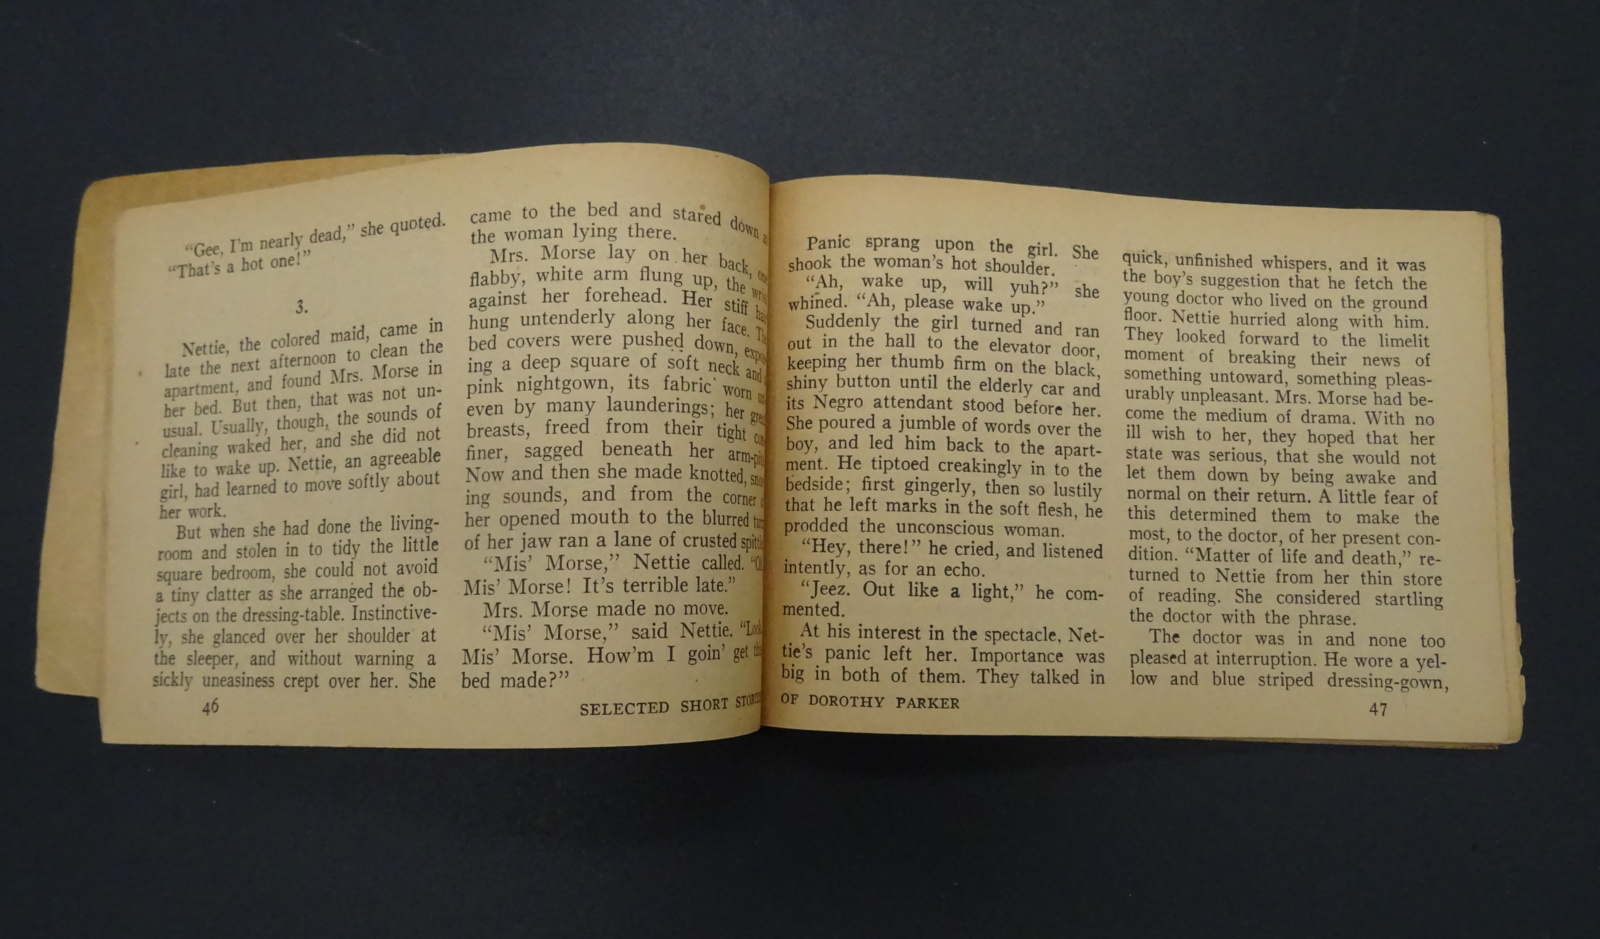 "Gee, I'm nearly dead," she quoted.
"That's a hot one!"
3.
Nettie, the colored maid, came in
late the next afternoon to clean the
apartment, and found Mrs. Morse in
her bed. But then, that was not un-
usual. Usually, though, the sounds of
cleaning waked her, and she did not
like to wake up. Nettie, an agreeable
girl, had learned to move softly about
her work.
But when she had done the living-
room and stolen in to tidy the little
square bedroom, she could not avoid
a tiny clatter as she arranged the ob-
jects on the dressing-table. Instinctive-
ly, she glanced over her shoulder at
the sleeper, and without warning a
sickly uneasiness crept over her. She
came to the bed and stared down
the woman lying there.
Mrs. Morse lay on her back, one
flabby, white arm flung up, the
against her forehead. Her stiff
hung untenderly along her face.
bed covers were pushed down,
ing a deep square of soft neck and
pink nightgown, its fabric worn
even by many launderings; her
breasts, freed from their tight
finer, sagged beneath her
Now and then she made knotted,
ing sounds, and from the corner
her opened mouth to the blurred
of her jaw ran a lane of crusted
"Mis' Morse," Nettie called.
Mis' Morse! It's terrible late."
Mrs. Morse made no move.
"Mis' Morse," said Nettie. "Look,
Mis' Morse. How'm I goin' get
bed made?"
46
SELECTED SHORT
Panic sprang upon the girl. She
shook the woman's hot shoulder.
"Ah, wake up, will yuh?" she
whined. "Ah, please wake up."
Suddenly the girl turned and ran
out in the hall to the elevator door,
keeping her thumb firm on the black,
shiny button until the elderly car and
its Negro attendant stood before her.
She poured a jumble of words over the
boy, and led him back to the apart-
ment. He tiptoed creakingly in to the
bedside; first gingerly, then so lustily
that he left marks in the soft flesh, he
prodded the unconscious woman.
"Hey, there!" he cried, and listened
intently, as for an echo.
"Jeez. Out like a light," he com-
mented.
At his interest in the spectacle, Net-
tie's panic left her. Importance was
big in both of them. They talked in
OF DOROTHY PARKER
quick, unfinished whispers, and it was
the boy's suggestion that he fetch the
young doctor who lived on the ground
floor. Nettie hurried along with him.
They looked forward to the limelit
moment of breaking their news of
something untoward, something pleas-
urably unpleasant. Mrs. Morse had be-
come the medium of drama. With no
ill wish to her, they hoped that her
state was serious, that she would not
let them down by being awake and
normal on their return. A little fear of
this determined them to make the
most, to the doctor, of her present con-
dition. "Matter of life and death," re-
turned to Nettie from her thin store
of reading. She considered startling
the doctor with the phrase.
The doctor was in and none too
pleased at interruption. He wore a yel-
low and blue striped dressing-gown,
47